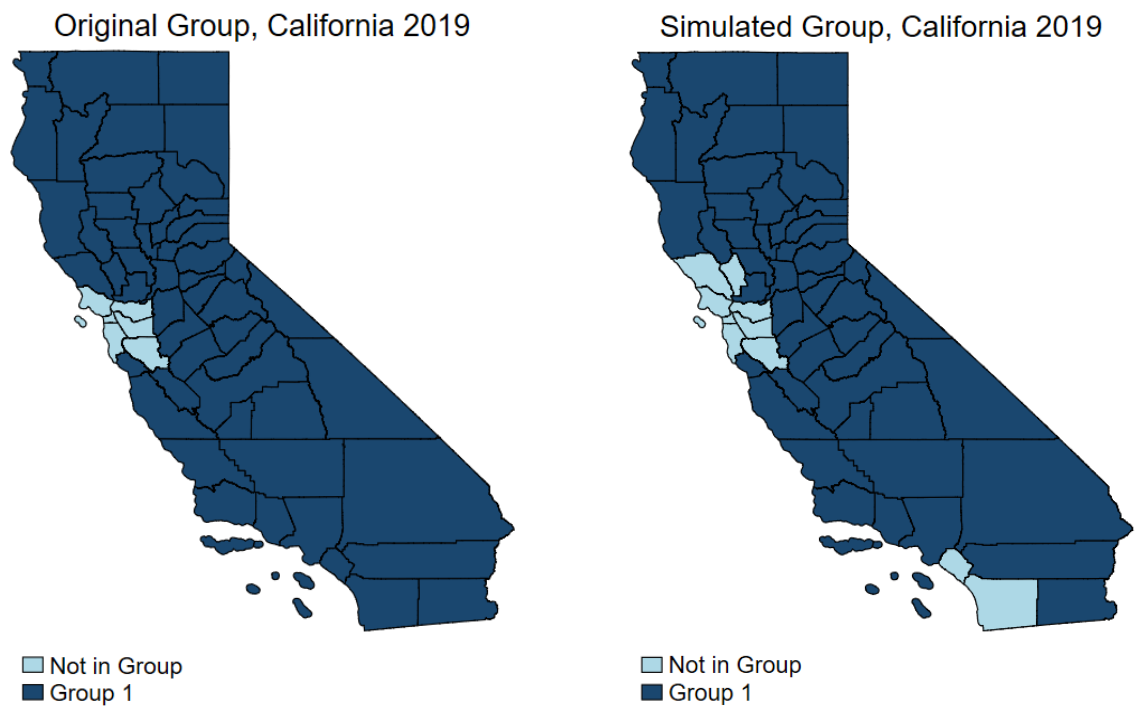 Original Group, California 2019
Simulated Group, California 2019
Not in Group
Group 1
Not in Group
Group 1